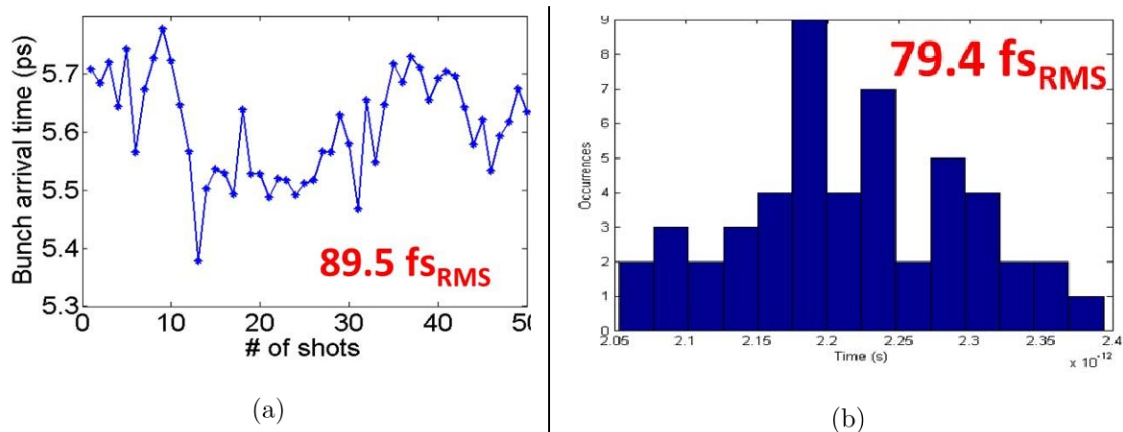 Bunch arrival time (ps)
5.7
5.6
5.5
5.4
5.3
0 10 20 30 40 50
# of shots
89.5 fsRMS
(a)
Occurrences
9
8
7
6
5
4
3
2
1
0
2.05 2.1 2.15 2.2 2.25 2.3 2.35 2.4
Time (s)
x 10-12
79.4 fsRMS
(b)